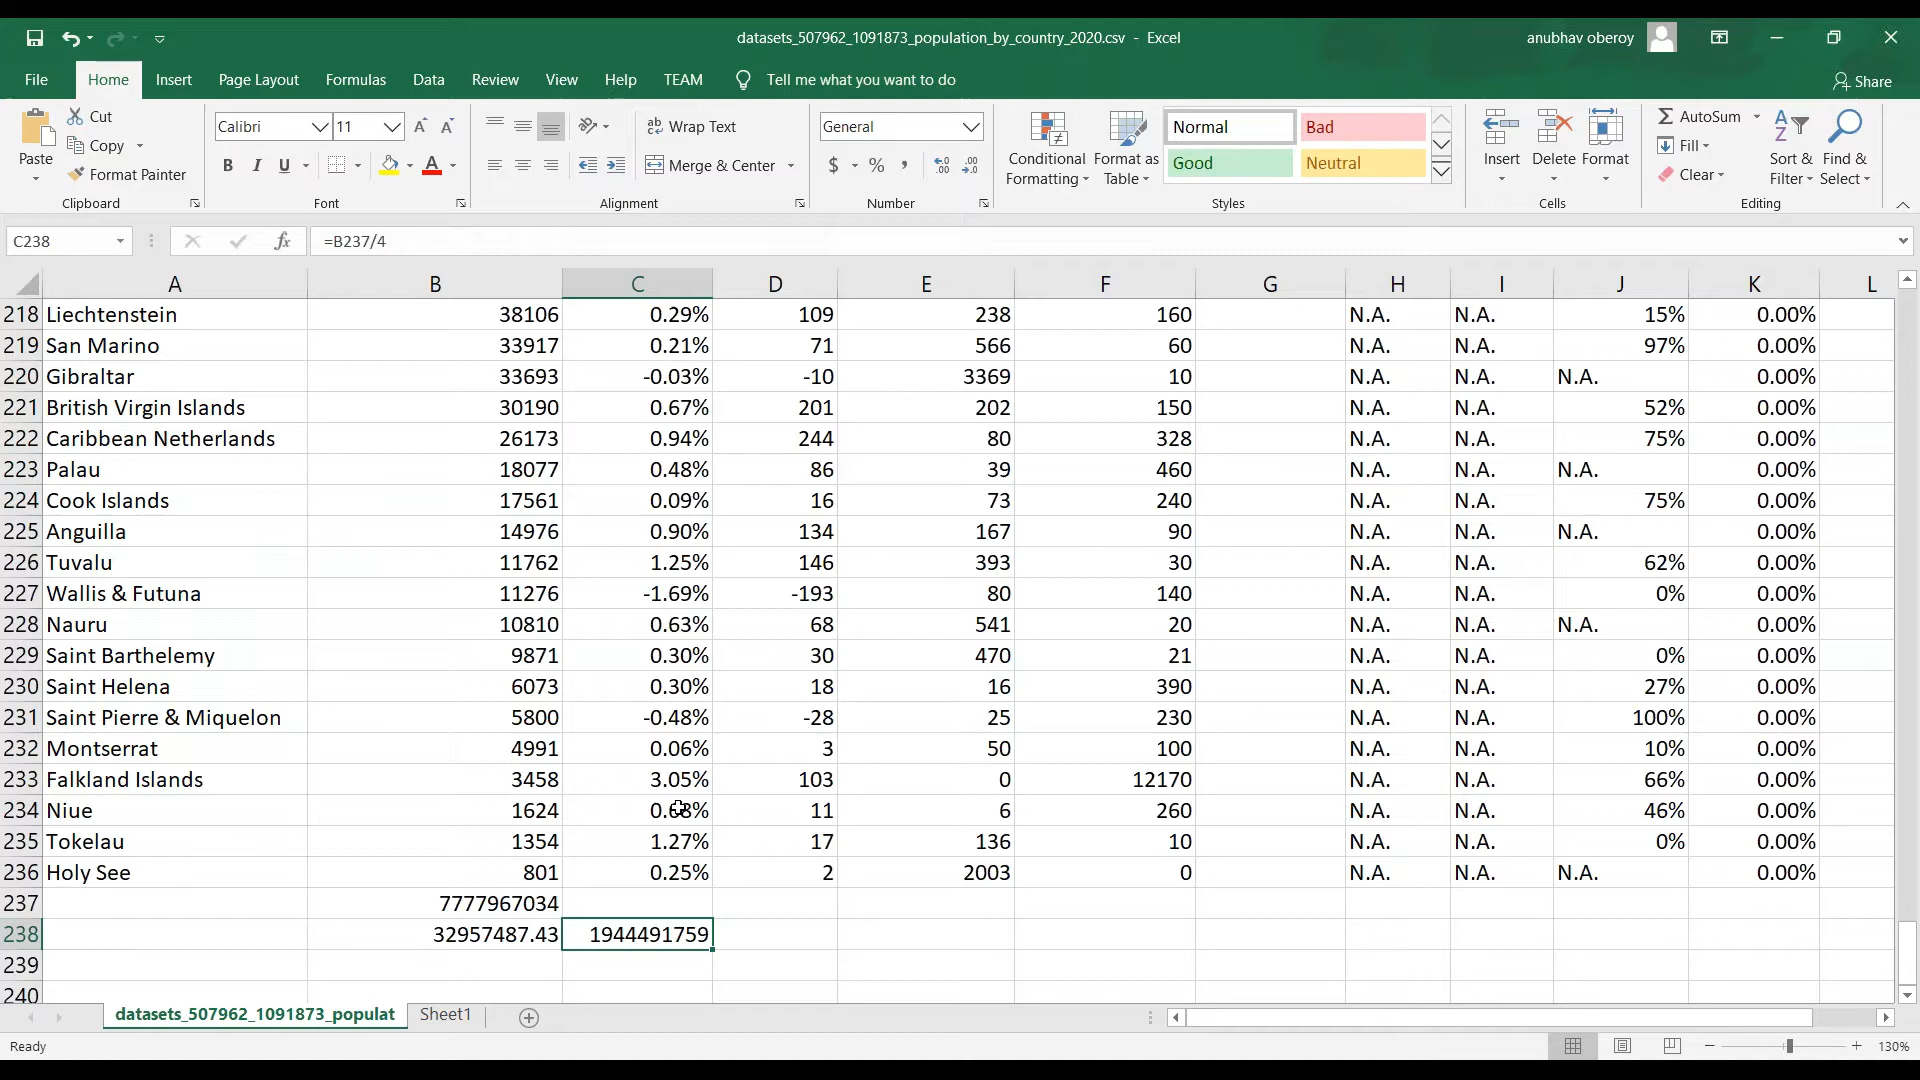 datasets_507962_1091873_population_by_country_2020.csv - Excel
anubhav oberoy
File Home Insert Page Layout Formulas Data Review View Help TEAM Tell me what you want to do Share
Paste Cut Copy Format Painter Clipboard
Calibri 11 A A B I U A Font
ab Wrap Text Merge & Center Alignment
General $ % , Number
Conditional Formatting Format as Table Normal Bad Good Neutral Styles
Insert Delete Format Cells
AutoSum Fill Clear Sort & Filter Find & Select Editing
C238 fx =B237/4
A B C D E F G H I J K L
218 Liechtenstein 38106 0.29% 109 238 160 N.A. N.A. 15% 0.00%
219 San Marino 33917 0.21% 71 566 60 N.A. N.A. 97% 0.00%
220 Gibraltar 33693 -0.03% -10 3369 10 N.A. N.A. N.A. 0.00%
221 British Virgin Islands 30190 0.67% 201 202 150 N.A. N.A. 52% 0.00%
222 Caribbean Netherlands 26173 0.94% 244 80 328 N.A. N.A. 75% 0.00%
223 Palau 18077 0.48% 86 39 460 N.A. N.A. N.A. 0.00%
224 Cook Islands 17561 0.09% 16 73 240 N.A. N.A. 75% 0.00%
225 Anguilla 14976 0.90% 134 167 90 N.A. N.A. N.A. 0.00%
226 Tuvalu 11762 1.25% 146 393 30 N.A. N.A. 62% 0.00%
227 Wallis & Futuna 11276 -1.69% -193 80 140 N.A. N.A. 0% 0.00%
228 Nauru 10810 0.63% 68 541 20 N.A. N.A. N.A. 0.00%
229 Saint Barthelemy 9871 0.30% 30 470 21 N.A. N.A. 0% 0.00%
230 Saint Helena 6073 0.30% 18 16 390 N.A. N.A. 27% 0.00%
231 Saint Pierre & Miquelon 5800 -0.48% -28 25 230 N.A. N.A. 100% 0.00%
232 Montserrat 4991 0.06% 3 50 100 N.A. N.A. 10% 0.00%
233 Falkland Islands 3458 3.05% 103 0 12170 N.A. N.A. 66% 0.00%
234 Niue 1624 11 6 260 N.A. N.A. 46% 0.00%
235 Tokelau 1354 1.27% 17 136 10 N.A. N.A. 0% 0.00%
236 Holy See 801 0.25% 2 2003 0 N.A. N.A. N.A. 0.00%
237 7777967034
238 32957487.43 1944491759
239
240
datasets_507962_1091873_populat Sheet1
Ready 130%